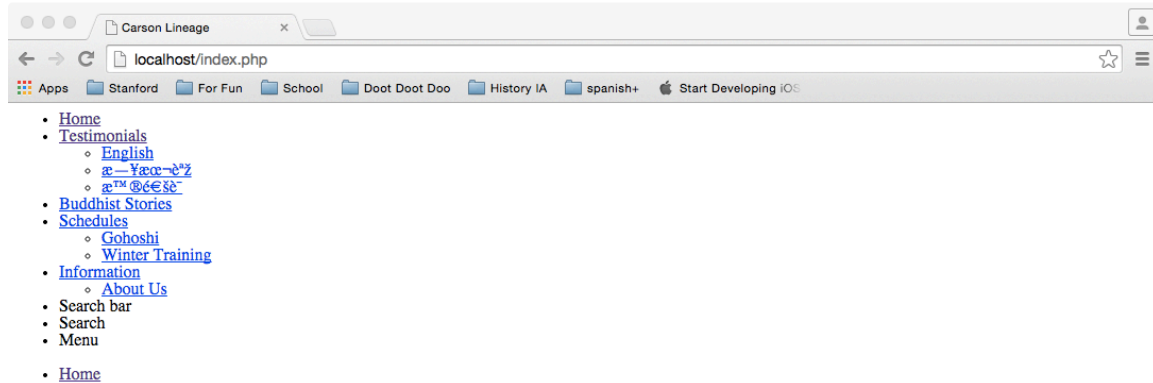 Carson Lineage
localhost/index.php
Apps Stanford For Fun School Doot Doot Doo History IA spanish+ Start Developing iOS
Home
Testimonials
English
æ—¥æœ¬èªž
æ™®é€šè¯
Buddhist Stories
Schedules
Gohoshi
Winter Training
Information
About Us
Search bar
Search
Menu
Home